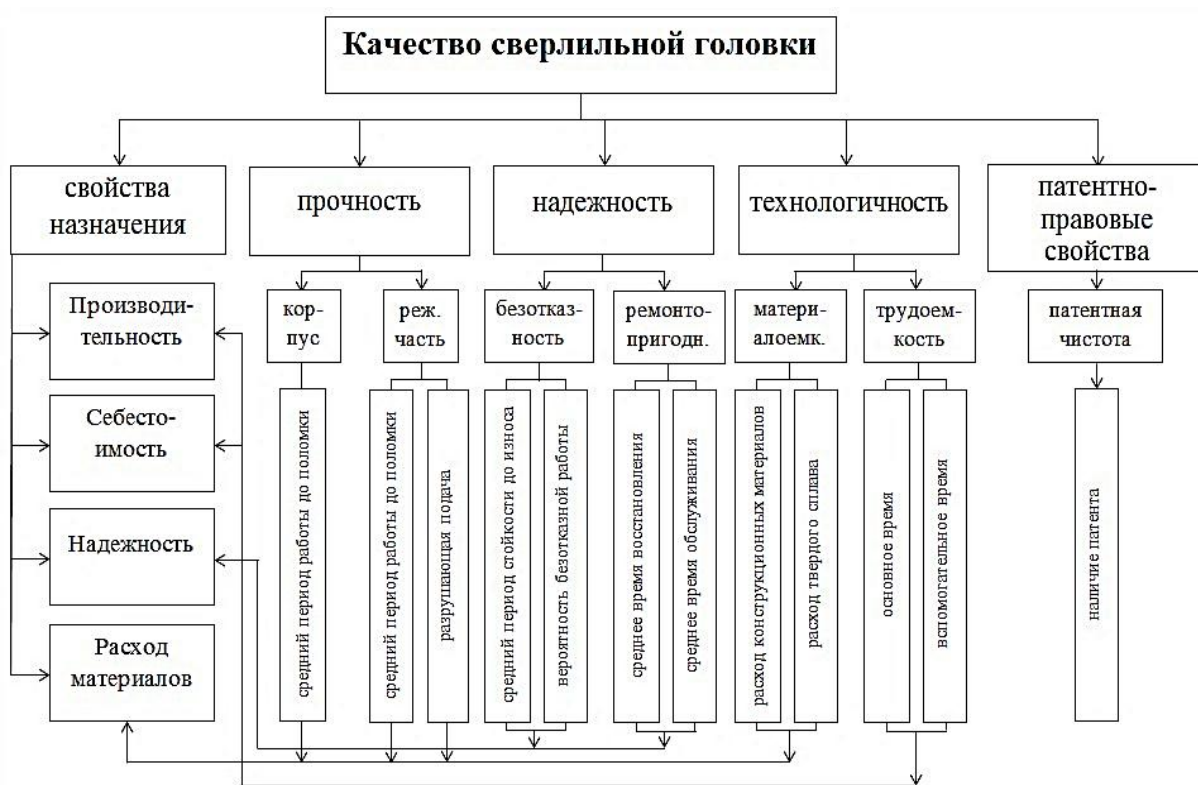 Качество сверлильной головки
свойства
назначения
прочность
надежность
технологичность
патентно-
правовые
свойства
Производи-
тельность
Себесто-
имость
Надежность
Расход
материалов
кор-
пус
реж.
часть
безотказ-
ность
ремонто-
пригодн.
матери-
алоемк.
трудоем-
кость
патентная
чистота
средний период работы до поломки
средний период работы до поломки
разрушающая подача
средний период стойкости до износа
вероятность безотказной работы
среднее время восстановления
среднее время обслуживания
расход конструкционных материалов
расход твердого сплава
основное время
вспомогательное время
наличие патента